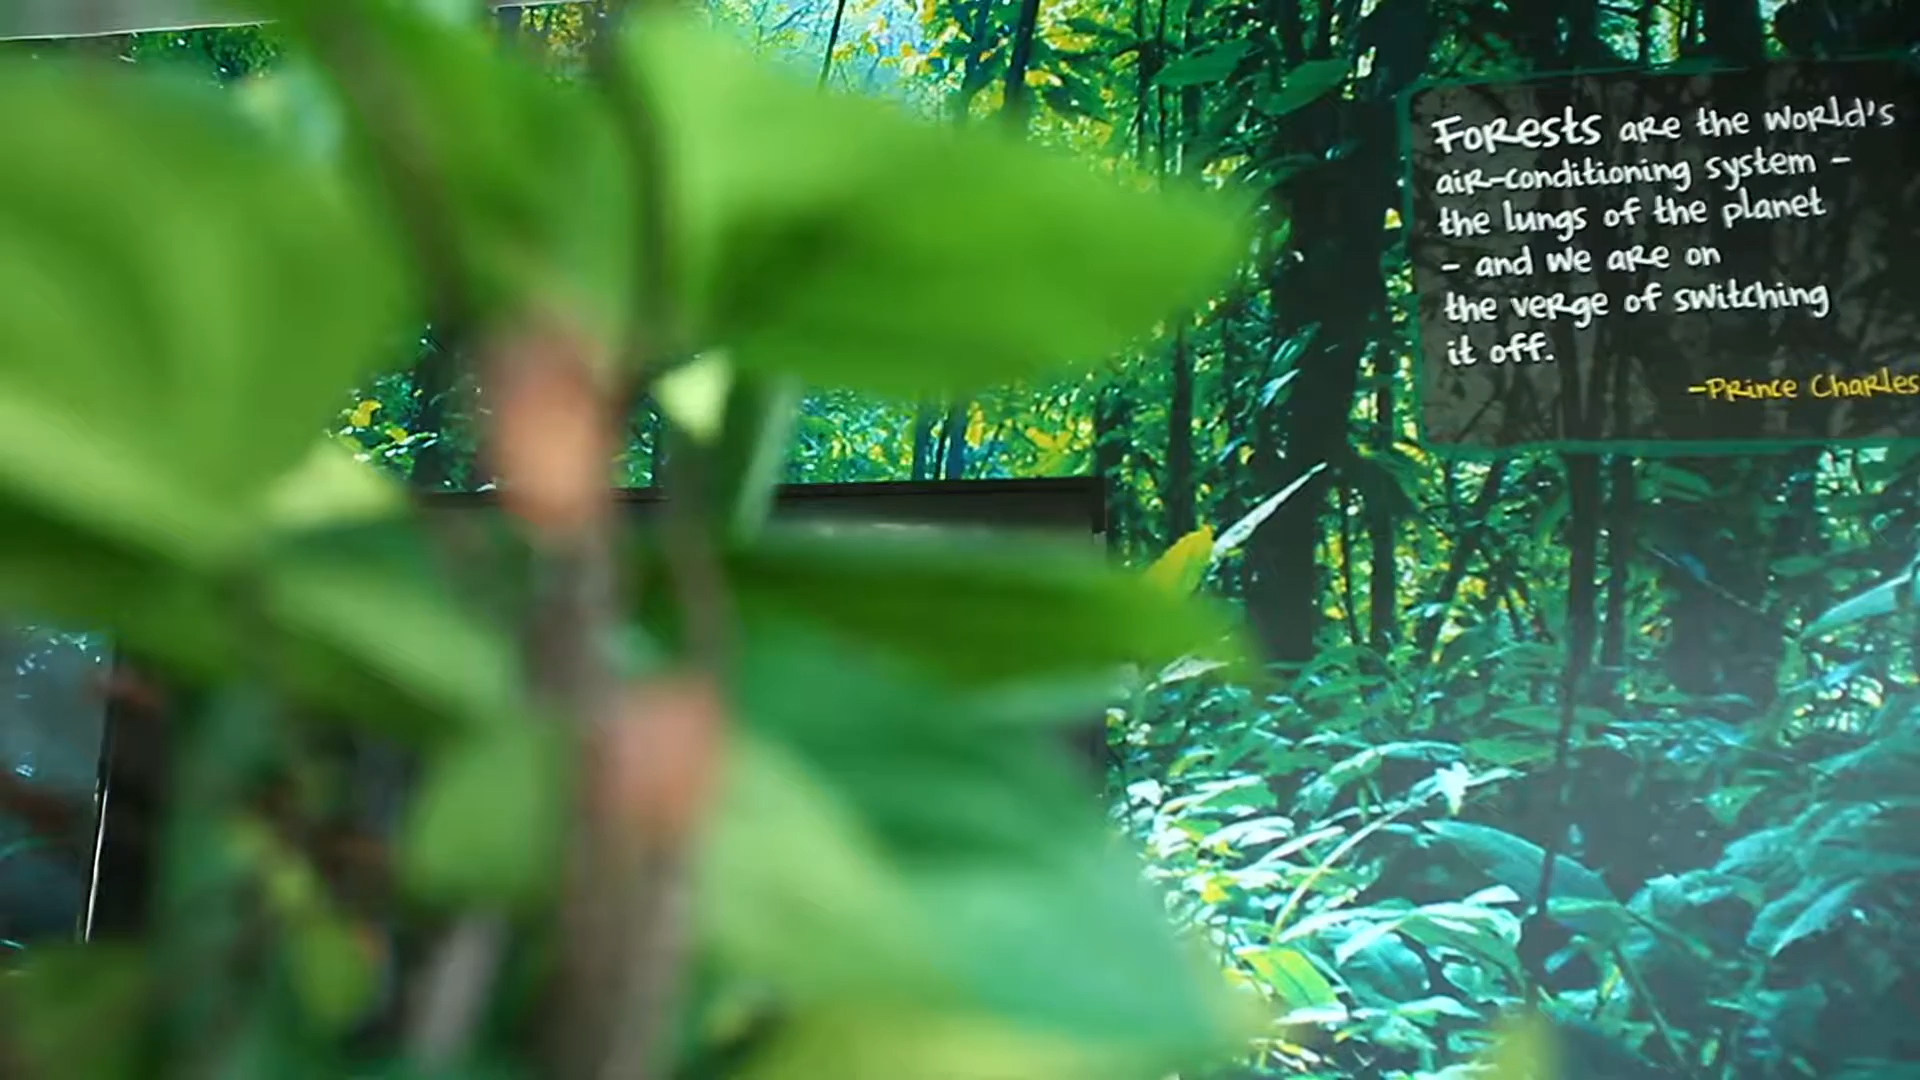 Forests are the world's
air-conditioning system -
the lungs of the planet
- and we are on
the verge of switching
it off.
-Prince Charles